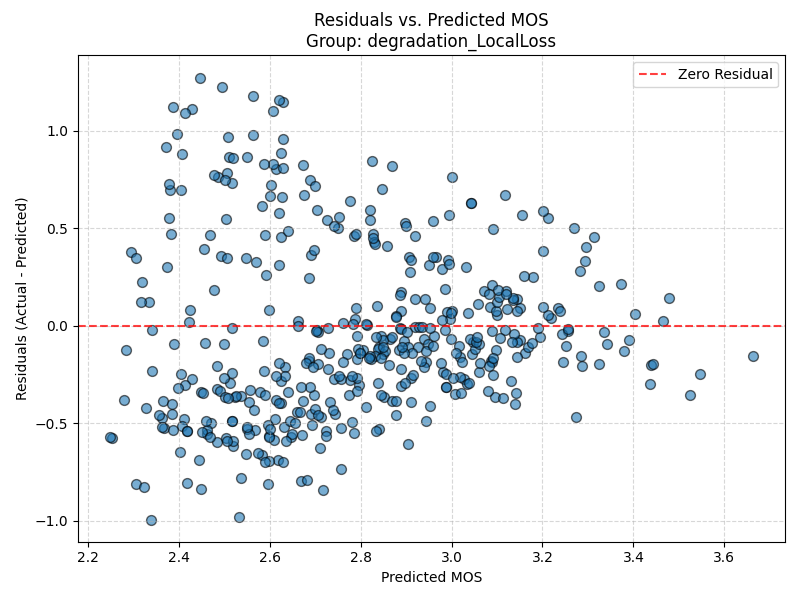 Residuals vs. Predicted MOS
Group: degradation_LocalLoss
Zero Residual
1.0
0.5
0.0
−0.5
−1.0
Residuals (Actual - Predicted)
2.2 2.4 2.6 2.8 3.0 3.2 3.4 3.6
Predicted MOS